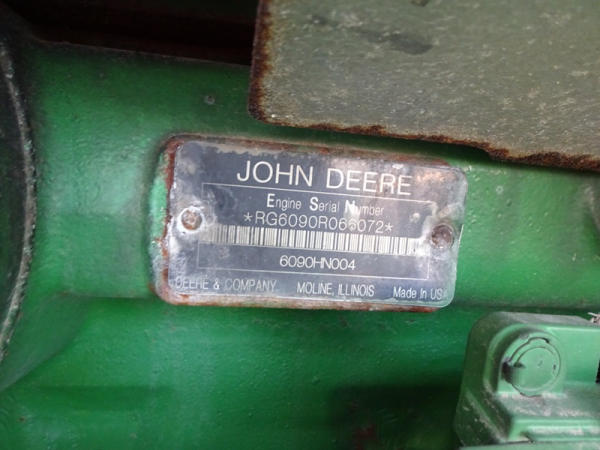 JOHN DEERE
Engine Serial Number
*RG6090R066072*
6090HN004
DEERE & COMPANY MOLINE, ILLINOIS Made In USA